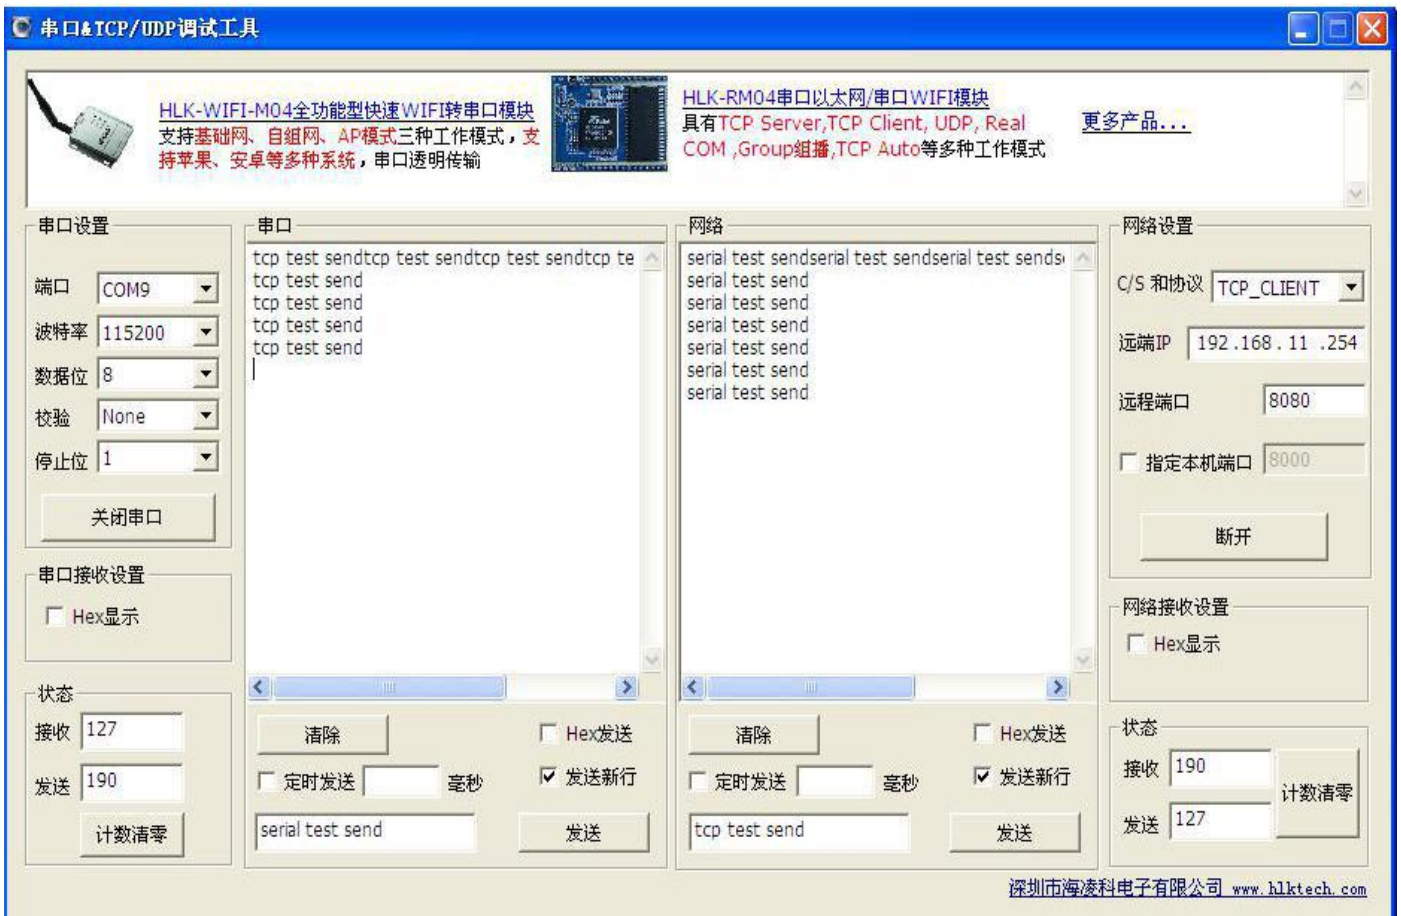 串口&TCP/UDP调试工具
HLK-WIFI-M04全功能型快速WIFI转串口模块
支持基础网、自组网、AP模式三种工作模式，支
持苹果、安卓等多种系统，串口透明传输
HLK-RM04串口以太网/串口WIFI模块
具有TCP Server,TCP Client, UDP, Real
COM ,Group组播,TCP Auto等多种工作模式
更多产品...
串口设置
端口 COM9
波特率 115200
数据位 8
校验 None
停止位 1
关闭串口
串口接收设置
Hex显示
状态
接收 127
发送 190
计数清零
串口
tcp test sendtcp test sendtcp test sendtcp te
tcp test send
tcp test send
tcp test send
tcp test send
清除
Hex发送
定时发送 毫秒
发送新行
serial test send
发送
网络
serial test sendserial test sendserial test sends
serial test send
serial test send
serial test send
serial test send
serial test send
serial test send
清除
Hex发送
定时发送 毫秒
发送新行
tcp test send
发送
网络设置
C/S 和协议 TCP_CLIENT
远端IP 192.168.11.254
远程端口 8080
指定本机端口 8000
断开
网络接收设置
Hex显示
状态
接收 190
发送 127
计数清零
深圳市海凌科电子有限公司 www.hlktech.com